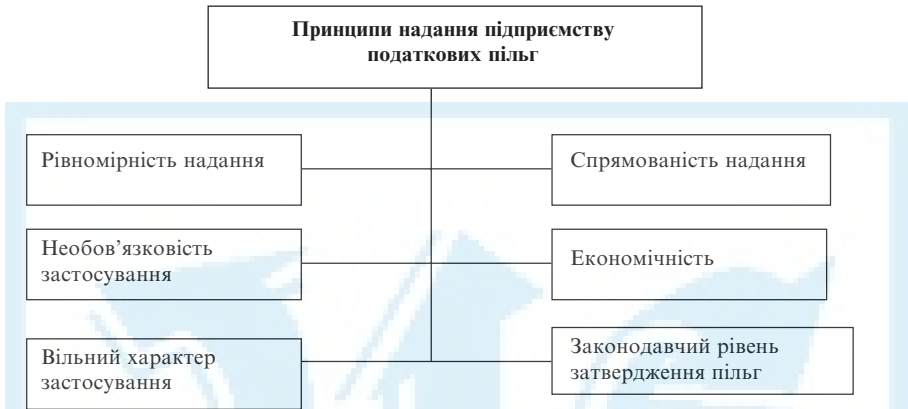 Принципи надання підприємству
податкових пільг
Рівномірність надання
Спрямованість надання
Необов'язковість
застосування
Економічність
Вільний характер
застосування
Законодавчий рівень
затвердження пільг